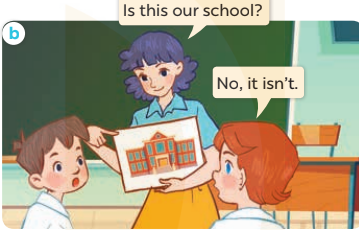 Is this our school?
b
No, it isn't.